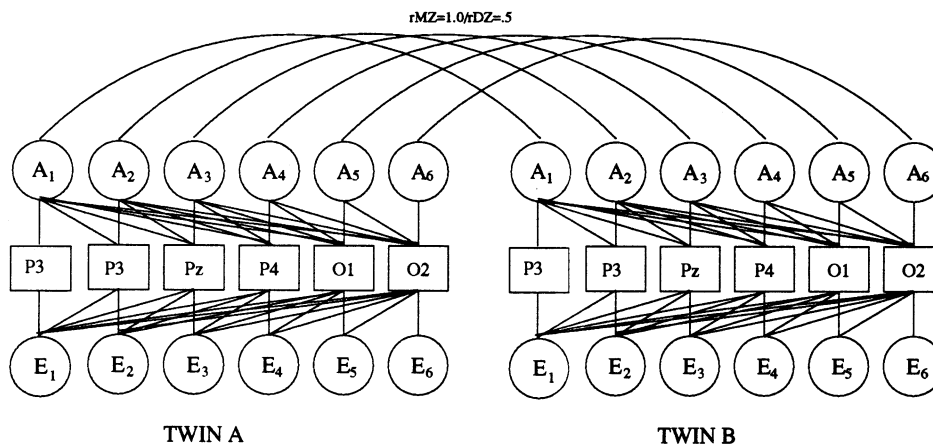 rMZ=1.0/rDZ=.5
A1 A2 A3 A4 A5 A6 A1 A2 A3 A4 A5 A6
P3 P3 Pz P4 O1 O2 P3 P3 Pz P4 O1 O2
E1 E2 E3 E4 E5 E6 E1 E2 E3 E4 E5 E6
TWIN A TWIN B